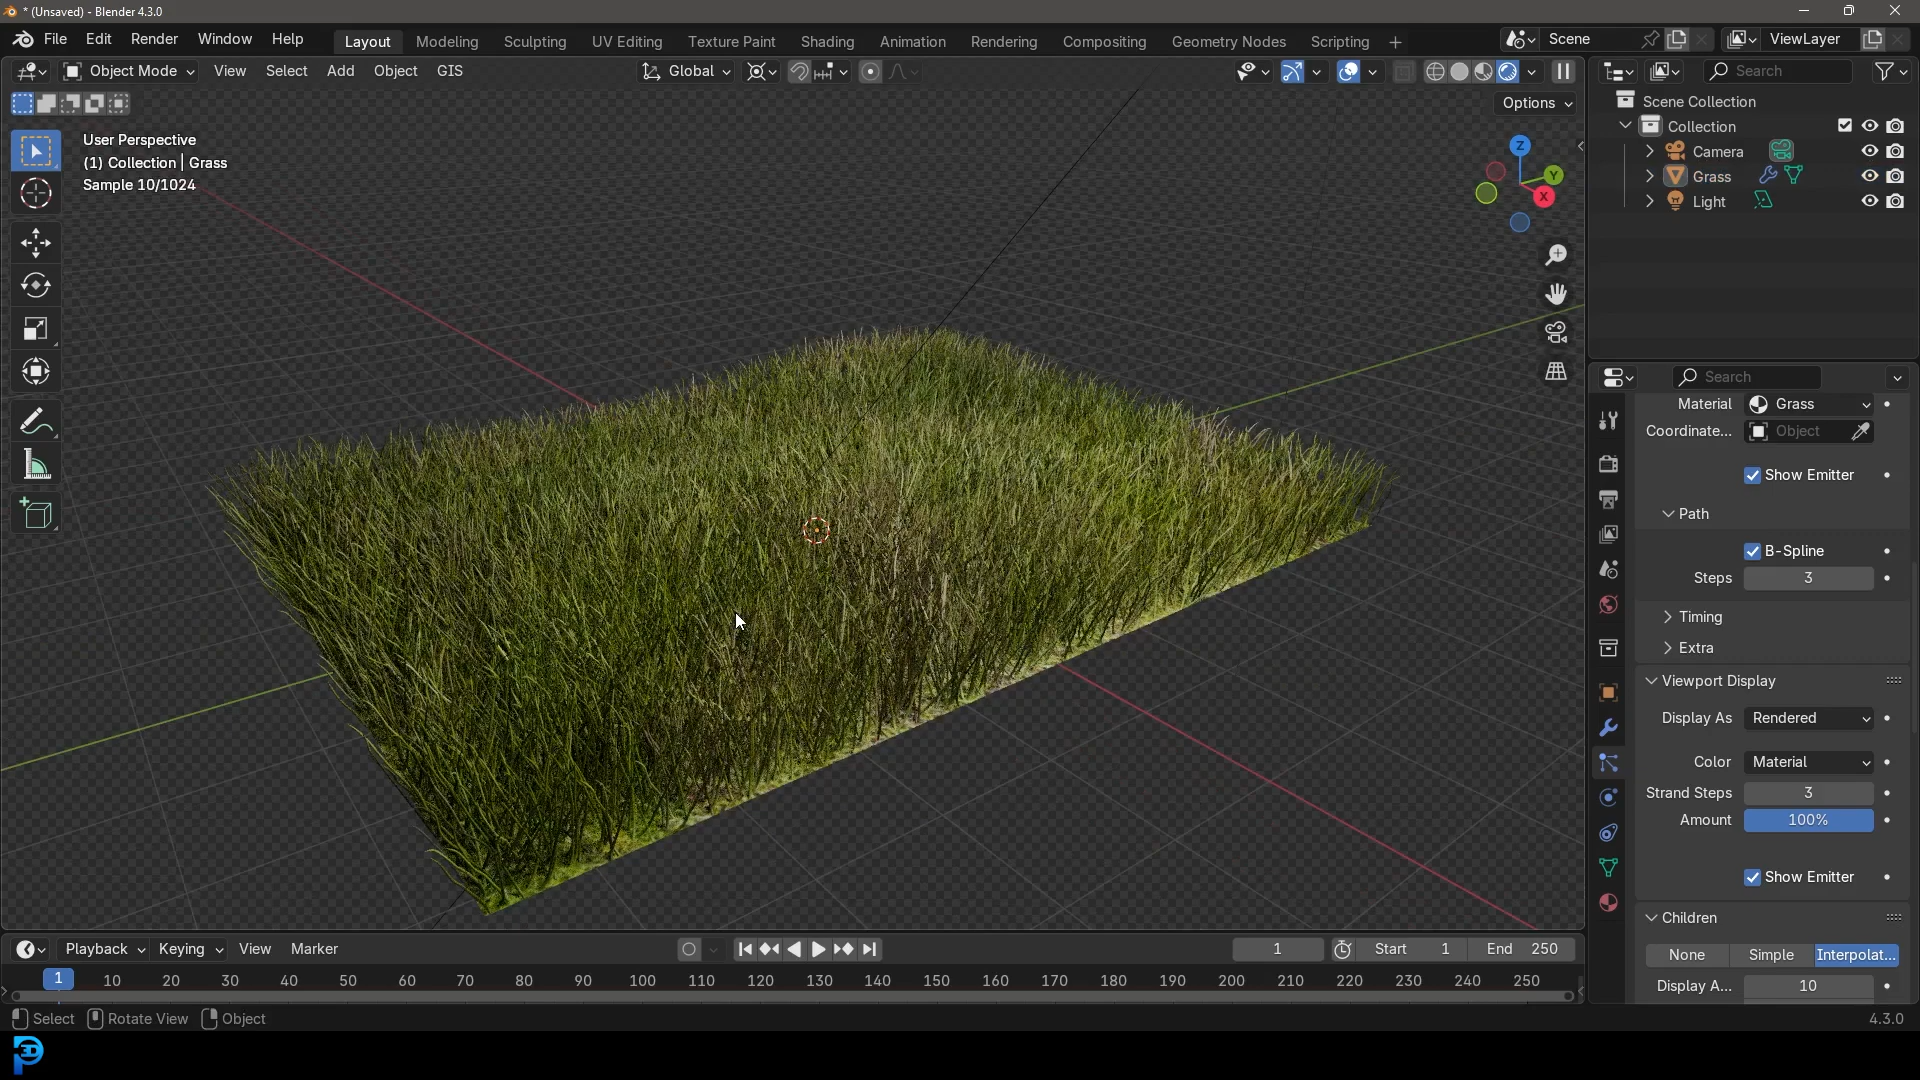 * (Unsaved) - Blender 4.3.0
File Edit Render Window Help Layout Modeling Sculpting UV Editing Texture Paint Shading Animation Rendering Compositing Geometry Nodes Scripting + Scene ViewLayer
Object Mode View Select Add Object GIS Global Search
Options
User Perspective
(1) Collection | Grass
Sample 10/1024
Z
Y
X
Scene Collection
Collection
Camera
Grass
Light
Search
Material Grass
Coordinate... Object
Show Emitter
Path
B-Spline
Steps 3
Timing
Extra
Viewport Display
Display As Rendered
Color Material
Strand Steps 3
Amount 100%
Show Emitter
Children
None Simple Interpolat...
Display A... 10
Playback Keying View Marker 1 Start 1 End 250
1 10 20 30 40 50 60 70 80 90 100 110 120 130 140 150 160 170 180 190 200 210 220 230 240 250
Select Rotate View Object 4.3.0
P3D